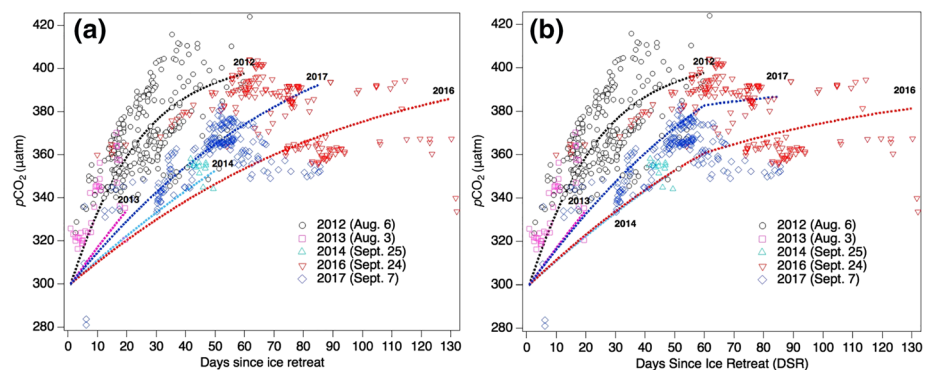 (a)
420
400
380
360
340
320
300
280
pCO2 (µatm)
2012
2017
2016
2014
2013
2012 (Aug. 6)
2013 (Aug. 3)
2014 (Sept. 25)
2016 (Sept. 24)
2017 (Sept. 7)
0 10 20 30 40 50 60 70 80 90 100 110 120 130
Days since ice retreat
(b)
420
400
380
360
340
320
300
280
pCO2 (µatm)
2012
2017
2016
2013
2014
2012 (Aug. 6)
2013 (Aug. 3)
2014 (Sept. 25)
2016 (Sept. 24)
2017 (Sept. 7)
0 10 20 30 40 50 60 70 80 90 100 110 120 130
Days Since Ice Retreat (DSR)